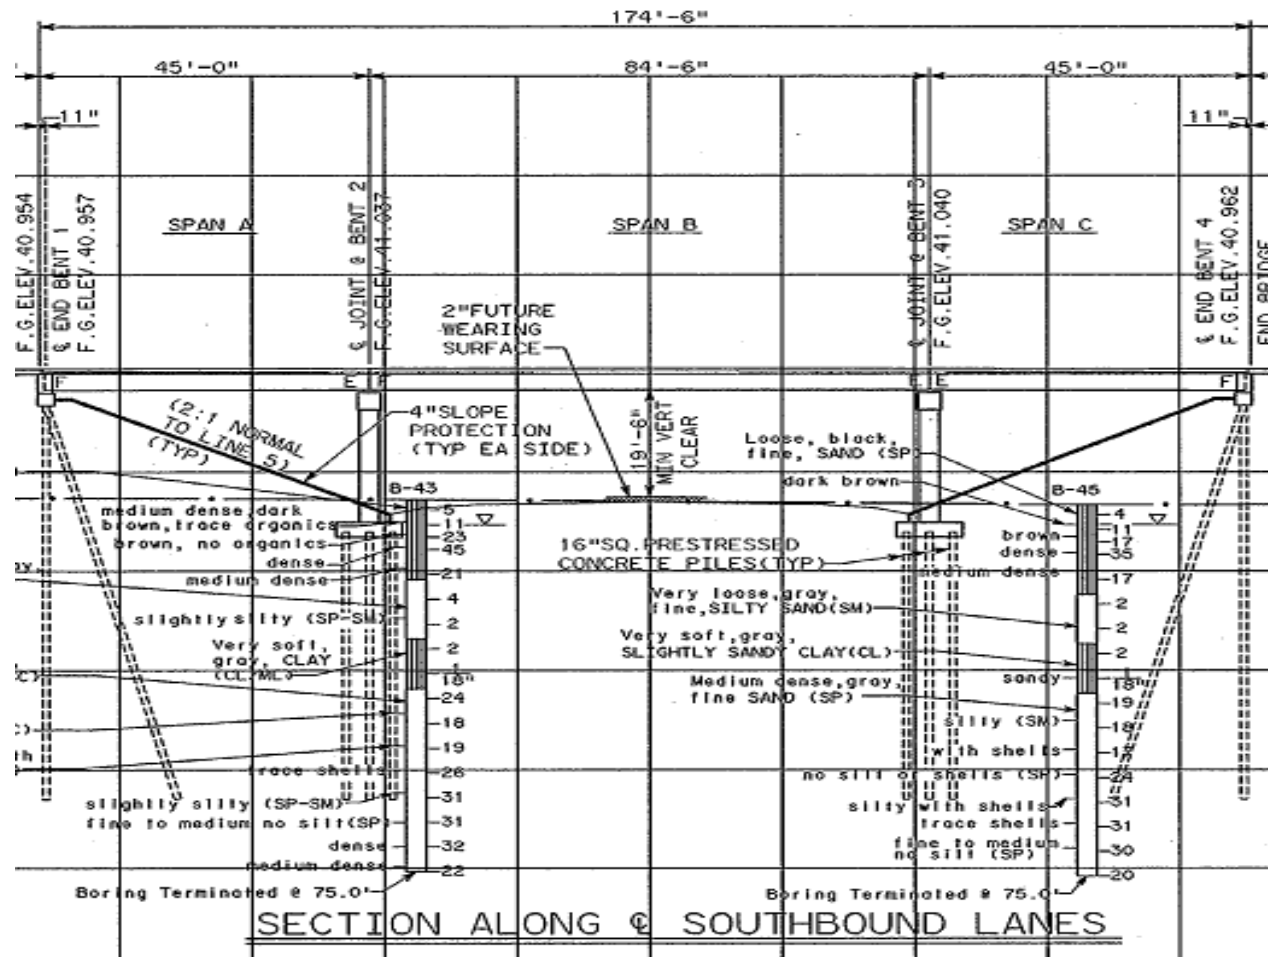 174'-6"
45'-0"
84'-6"
45'-0"
11"
11"
F.G.ELEV.40.954
℄ END BENT 1
F.G.ELEV.40.957
SPAN A
℄ JOINT @ BENT 2
F.G.ELEV.41.037
SPAN B
℄ JOINT @ BENT 3
F.G.ELEV.41.040
SPAN C
℄ END BENT 4
F.G.ELEV.40.962
END BRIDGE
2"FUTURE
WEARING
SURFACE
F
E
F
E
E
F
(2:1 NORMAL
TO LINE 5)
(TYP)
4"SLOPE
PROTECTION
(TYP EA SIDE)
19'-6"
MIN VERT
CLEAR
Loose, black,
fine, SAND (SP)
dark brown
B-43
B-45
medium dense,dark
brown,trace organics
brown, no organics
dense
medium dense
slightly silty (SP-SM)
Very soft,
gray, CLAY
(CL/ML)
trace shells
slightly silty (SP-SM)
fine to medium no silt(SP)
dense
medium dense
5
11
23
45
21
4
2
2
1
18"
24
18
19
26
31
31
32
22
Boring Terminated @ 75.0'
16"SQ.PRESTRESSED
CONCRETE PILES(TYP)
brown
dense
medium dense
Very loose,gray,
fine,SILTY SAND(SM)
Very soft,gray,
SLIGHTLY SANDY CLAY(CL)
sandy
Medium dense,gray,
fine SAND (SP)
silty (SM)
with shells
no silt or shells (SP)
silty with shells
trace shells
fine to medium
no silt (SP)
4
11
17
35
17
2
2
2
1
18"
19
18
24
31
31
30
20
Boring Terminated @ 75.0'
SECTION ALONG ℄ SOUTHBOUND LANES